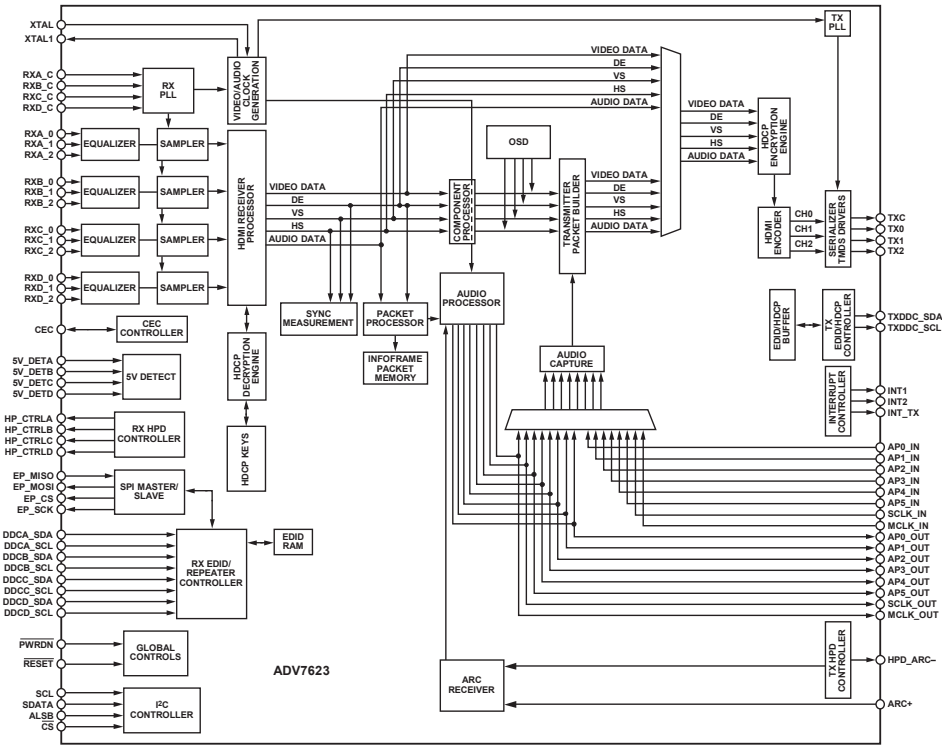 XTAL
XTAL1
RXA_C
RXB_C
RXC_C
RXD_C
RXA_0
RXA_1
RXA_2
RXB_0
RXB_1
RXB_2
RXC_0
RXC_1
RXC_2
RXD_0
RXD_1
RXD_2
CEC
5V_DETA
5V_DETB
5V_DETC
5V_DETD
HP_CTRLA
HP_CTRLB
HP_CTRLC
HP_CTRLD
EP_MISO
EP_MOSI
EP_CS
EP_SCK
DDCA_SDA
DDCA_SCL
DDCB_SDA
DDCB_SCL
DDCC_SDA
DDCC_SCL
DDCD_SDA
DDCD_SCL
PWRDN
RESET
SCL
SDATA
ALSB
CS
RX
PLL
EQUALIZER
SAMPLER
EQUALIZER
SAMPLER
EQUALIZER
SAMPLER
EQUALIZER
SAMPLER
CEC
CONTROLLER
5V DETECT
RX HPD
CONTROLLER
SPI MASTER/
SLAVE
RX EDID/
REPEATER
CONTROLLER
EDID
RAM
GLOBAL
CONTROLS
I²C
CONTROLLER
VIDEO/AUDIO
CLOCK
GENERATION
HDMI RECEIVER
PROCESSOR
HDCP
DECRYPTION
ENGINE
HDCP KEYS
VIDEO DATA
DE
VS
HS
AUDIO DATA
SYNC
MEASUREMENT
PACKET
PROCESSOR
INFOFRAME
PACKET
MEMORY
COMPONENT
PROCESSOR
AUDIO
PROCESSOR
OSD
TRANSMITTER
PACKET BUILDER
AUDIO
CAPTURE
VIDEO DATA
DE
VS
HS
AUDIO DATA
VIDEO DATA
DE
VS
HS
AUDIO DATA
VIDEO DATA
DE
VS
HS
AUDIO DATA
HDCP
ENCRYPTION
ENGINE
HDMI
ENCODER
CH0
CH1
CH2
TX
PLL
SERIALIZER
TMDS DRIVERS
EDID/HDCP
BUFFER
TX
EDID/HDCP
CONTROLLER
INTERRUPT
CONTROLLER
TX HPD
CONTROLLER
ARC
RECEIVER
ADV7623
TXC
TX0
TX1
TX2
TXDDC_SDA
TXDDC_SCL
INT1
INT2
INT_TX
AP0_IN
AP1_IN
AP2_IN
AP3_IN
AP4_IN
AP5_IN
SCLK_IN
MCLK_IN
AP0_OUT
AP1_OUT
AP2_OUT
AP3_OUT
AP4_OUT
AP5_OUT
SCLK_OUT
MCLK_OUT
HPD_ARC–
ARC+